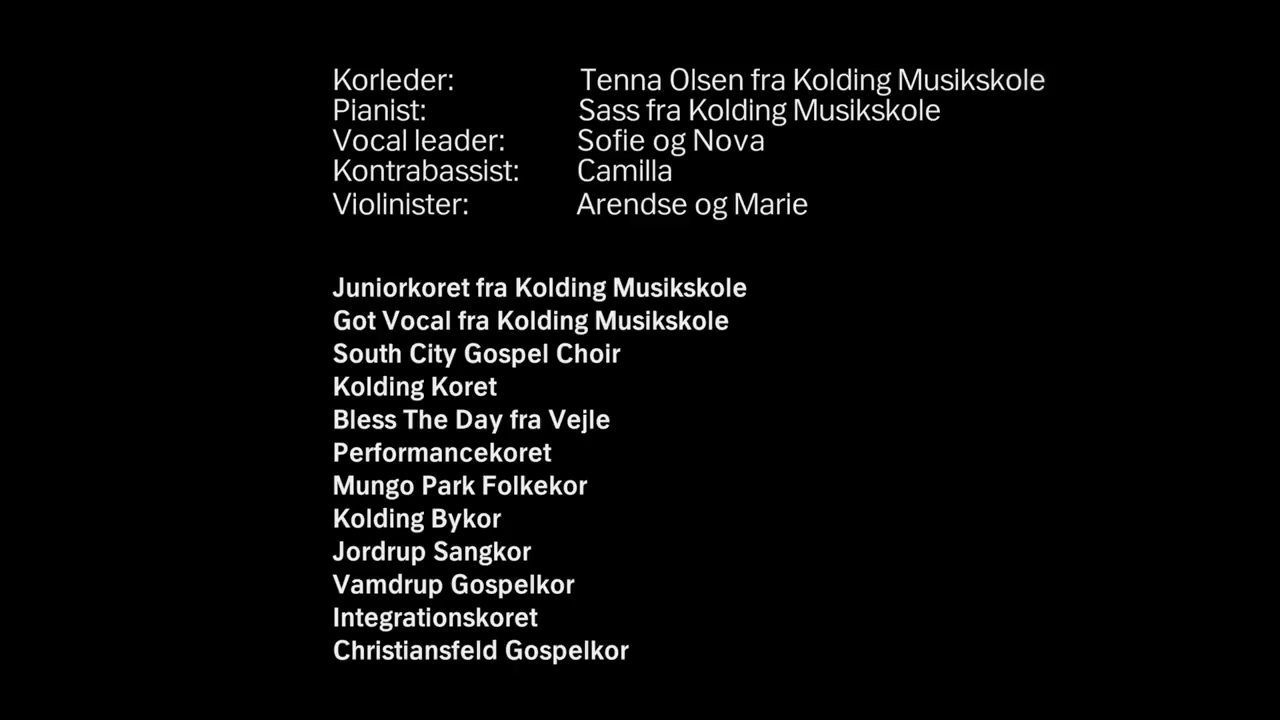 Korleder: Tenna Olsen fra Kolding Musikskole
Pianist: Sass fra Kolding Musikskole
Vocal leader: Sofie og Nova
Kontrabassist: Camilla
Violinister: Arendse og Marie
Juniorkoret fra Kolding Musikskole
Got Vocal fra Kolding Musikskole
South City Gospel Choir
Kolding Koret
Bless The Day fra Vejle
Performancekoret
Mungo Park Folkekor
Kolding Bykor
Jordrup Sangkor
Vamdrup Gospelkor
Integrationskoret
Christiansfeld Gospelkor